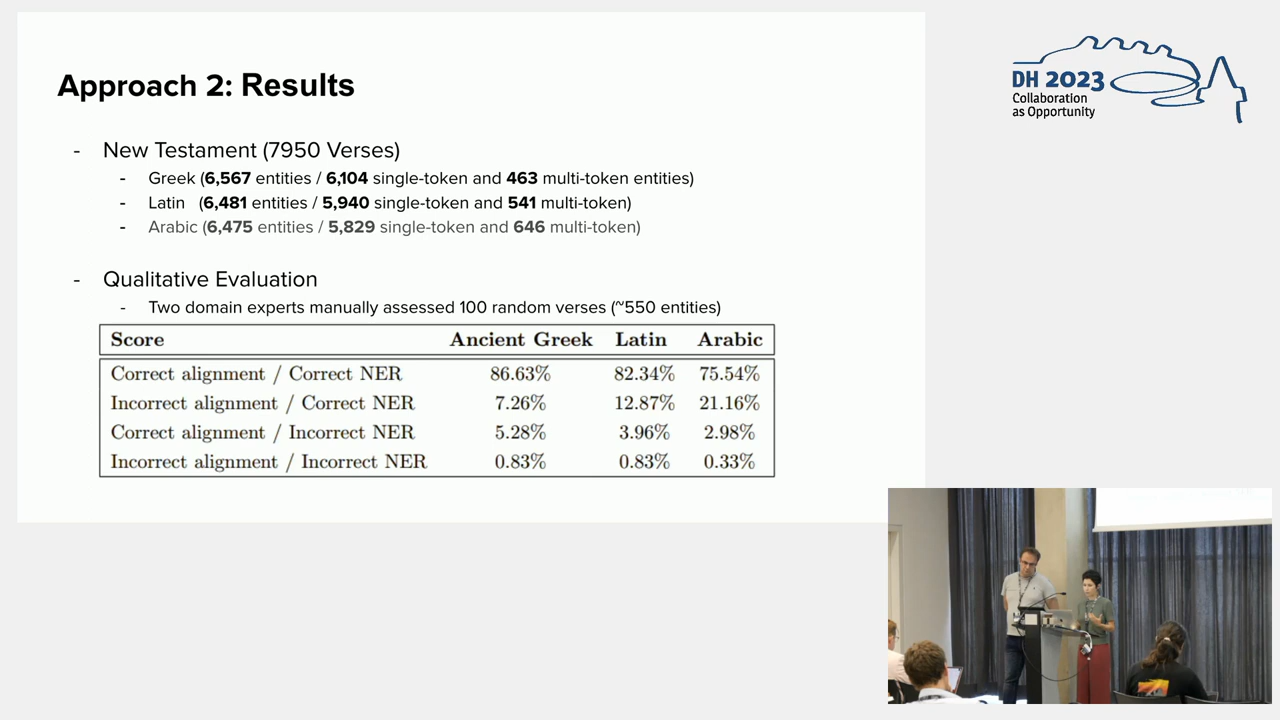 Approach 2: Results
- New Testament (7950 Verses)
- Greek (6,567 entities / 6,104 single-token and 463 multi-token entities)
- Latin (6,481 entities / 5,940 single-token and 541 multi-token)
- Arabic (6,475 entities / 5,829 single-token and 646 multi-token)
- Qualitative Evaluation
- Two domain experts manually assessed 100 random verses (~550 entities)
Score Ancient Greek Latin Arabic
Correct alignment / Correct NER 86.63% 82.34% 75.54%
Incorrect alignment / Correct NER 7.26% 12.87% 21.16%
Correct alignment / Incorrect NER 5.28% 3.96% 2.98%
Incorrect alignment / Incorrect NER 0.83% 0.83% 0.33%
DH 2023
Collaboration
as Opportunity